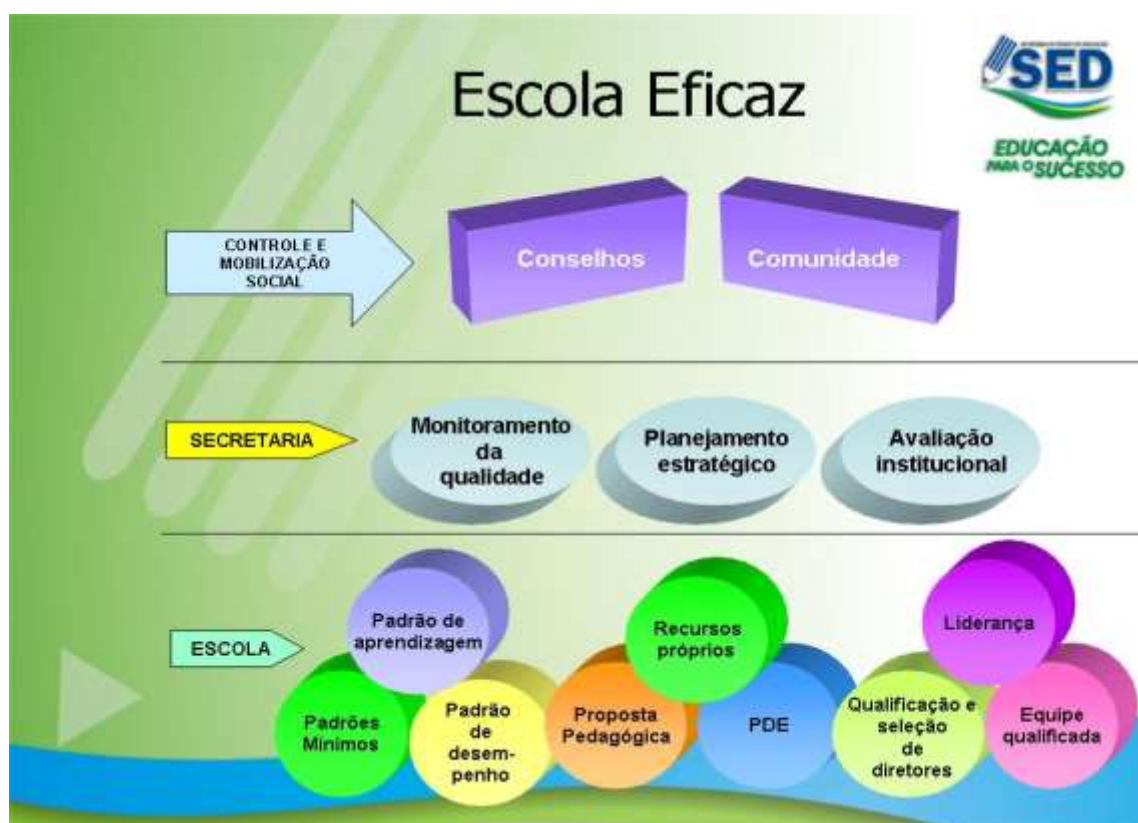 Escola Eficaz
SED
EDUCAÇÃO
PARA O SUCESSO
CONTROLE E
MOBILIZAÇÃO
SOCIAL
Conselhos
Comunidade
SECRETARIA
Monitoramento
da
qualidade
Planejamento
estratégico
Avaliação
institucional
ESCOLA
Padrão de
aprendizagem
Padrões
Mínimos
Padrão
de
desem-
penho
Recursos
próprios
Proposta
Pedagógica
PDE
Liderança
Qualificação e
seleção
de
diretores
Equipe
qualificada